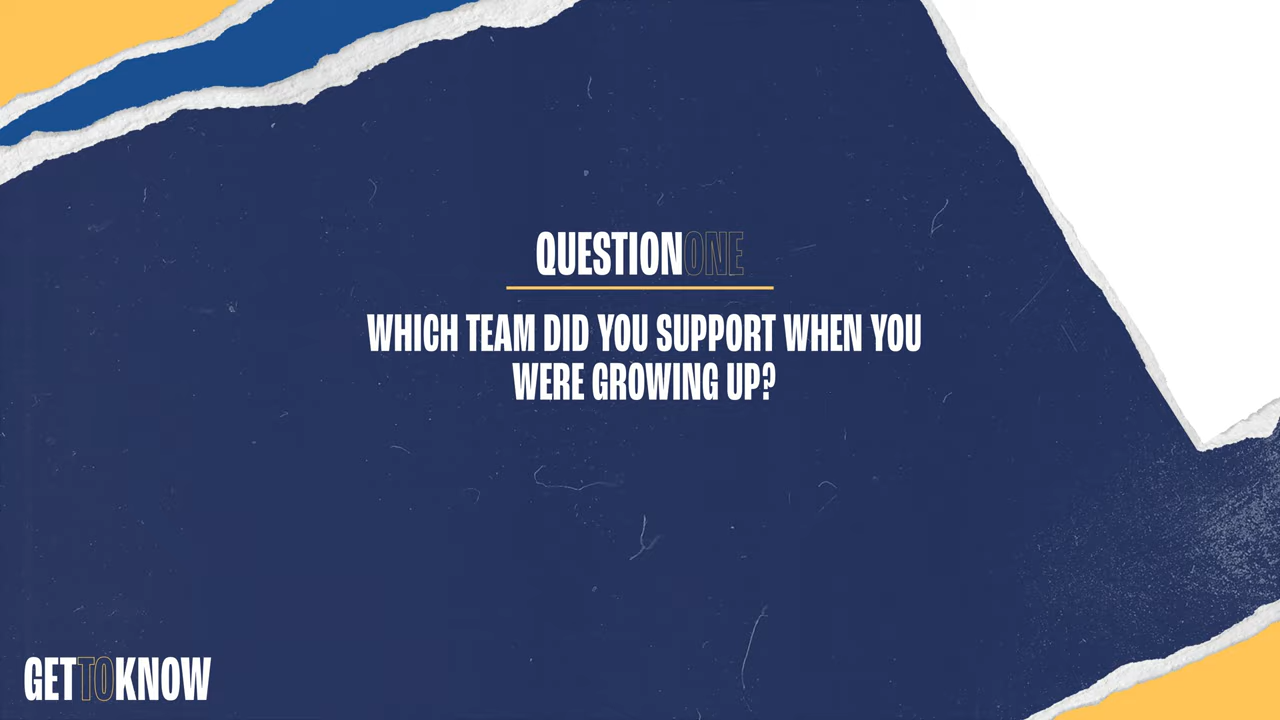 QUESTIONONE
WHICH TEAM DID YOU SUPPORT WHEN YOU
WERE GROWING UP?
GETTOKNOW